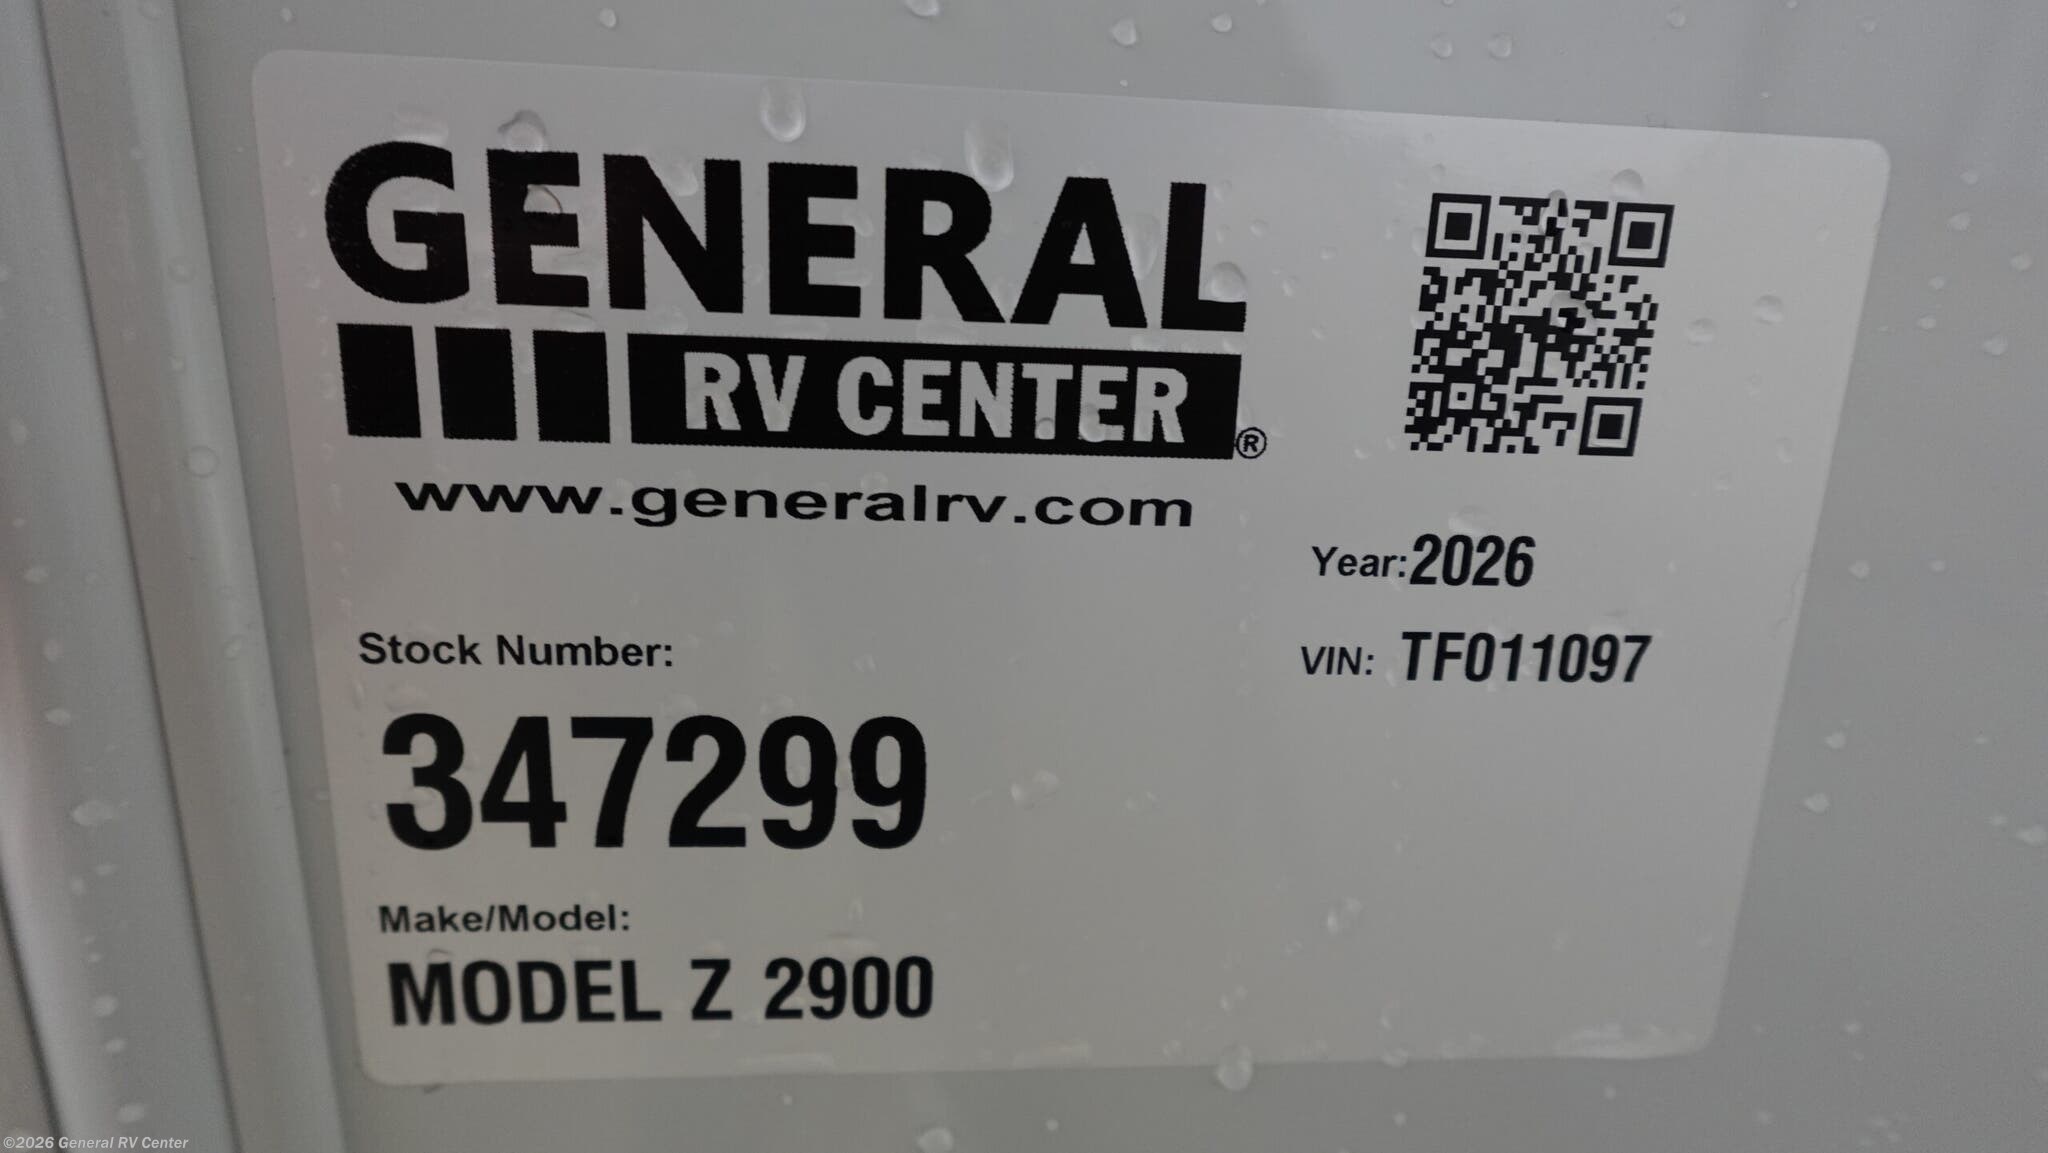 GENERAL
RV CENTER®
www.generalrv.com
Year:2026
VIN: TF011097
Stock Number:
347299
Make/Model:
MODEL Z 2900
©2026 General RV Center